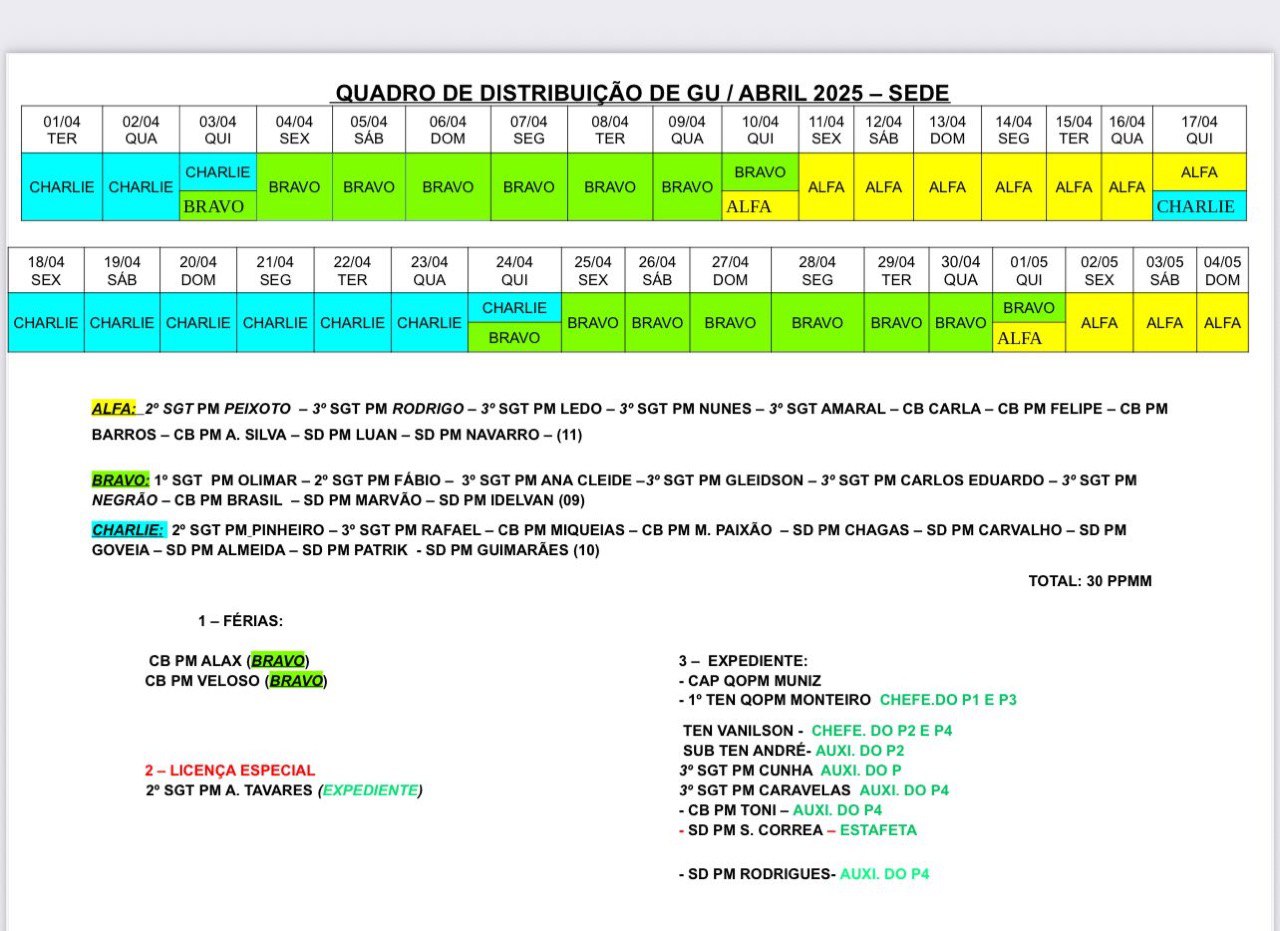 QUADRO DE DISTRIBUIÇÃO DE GU / ABRIL 2025 – SEDE
01/04 02/04 03/04 04/04 05/04 06/04 07/04 08/04 09/04 10/04 11/04 12/04 13/04 14/04 15/04 16/04 17/04
TER QUA QUI SEX SÁB DOM SEG TER QUA QUI SEX SÁB DOM SEG TER QUA QUI
CHARLIE BRAVO ALFA
CHARLIE CHARLIE BRAVO BRAVO BRAVO BRAVO BRAVO BRAVO ALFA ALFA ALFA ALFA ALFA ALFA
BRAVO ALFA CHARLIE
18/04 19/04 20/04 21/04 22/04 23/04 24/04 25/04 26/04 27/04 28/04 29/04 30/04 01/05 02/05 03/05 04/05
SEX SÁB DOM SEG TER QUA QUI SEX SÁB DOM SEG TER QUA QUI SEX SÁB DOM
CHARLIE BRAVO
CHARLIE CHARLIE CHARLIE CHARLIE CHARLIE CHARLIE BRAVO BRAVO BRAVO BRAVO BRAVO BRAVO ALFA ALFA ALFA
BRAVO ALFA
ALFA: 2º SGT PM PEIXOTO – 3º SGT PM RODRIGO – 3º SGT PM LEDO – 3º SGT PM NUNES – 3º SGT AMARAL – CB CARLA – CB PM FELIPE – CB PM
BARROS – CB PM A. SILVA – SD PM LUAN – SD PM NAVARRO – (11)
BRAVO: 1º SGT PM OLIMAR – 2º SGT PM FÁBIO – 3º SGT PM ANA CLEIDE –3º SGT PM GLEIDSON – 3º SGT PM CARLOS EDUARDO – 3º SGT PM
NEGRÃO – CB PM BRASIL – SD PM MARVÃO – SD PM IDELVAN (09)
CHARLIE: 2º SGT PM PINHEIRO – 3º SGT PM RAFAEL – CB PM MIQUEIAS – CB PM M. PAIXÃO – SD PM CHAGAS – SD PM CARVALHO – SD PM
GOVEIA – SD PM ALMEIDA – SD PM PATRIK - SD PM GUIMARÃES (10)
TOTAL: 30 PPMM
1 – FÉRIAS:
CB PM ALAX (BRAVO)
CB PM VELOSO (BRAVO)
2 – LICENÇA ESPECIAL
2º SGT PM A. TAVARES (EXPEDIENTE)
3 – EXPEDIENTE:
- CAP QOPM MUNIZ
- 1º TEN QOPM MONTEIRO CHEFE.DO P1 E P3
TEN VANILSON - CHEFE. DO P2 E P4
SUB TEN ANDRÉ- AUXI. DO P2
3º SGT PM CUNHA AUXI. DO P
3º SGT PM CARAVELAS AUXI. DO P4
- CB PM TONI – AUXI. DO P4
- SD PM S. CORREA – ESTAFETA
- SD PM RODRIGUES- AUXI. DO P4